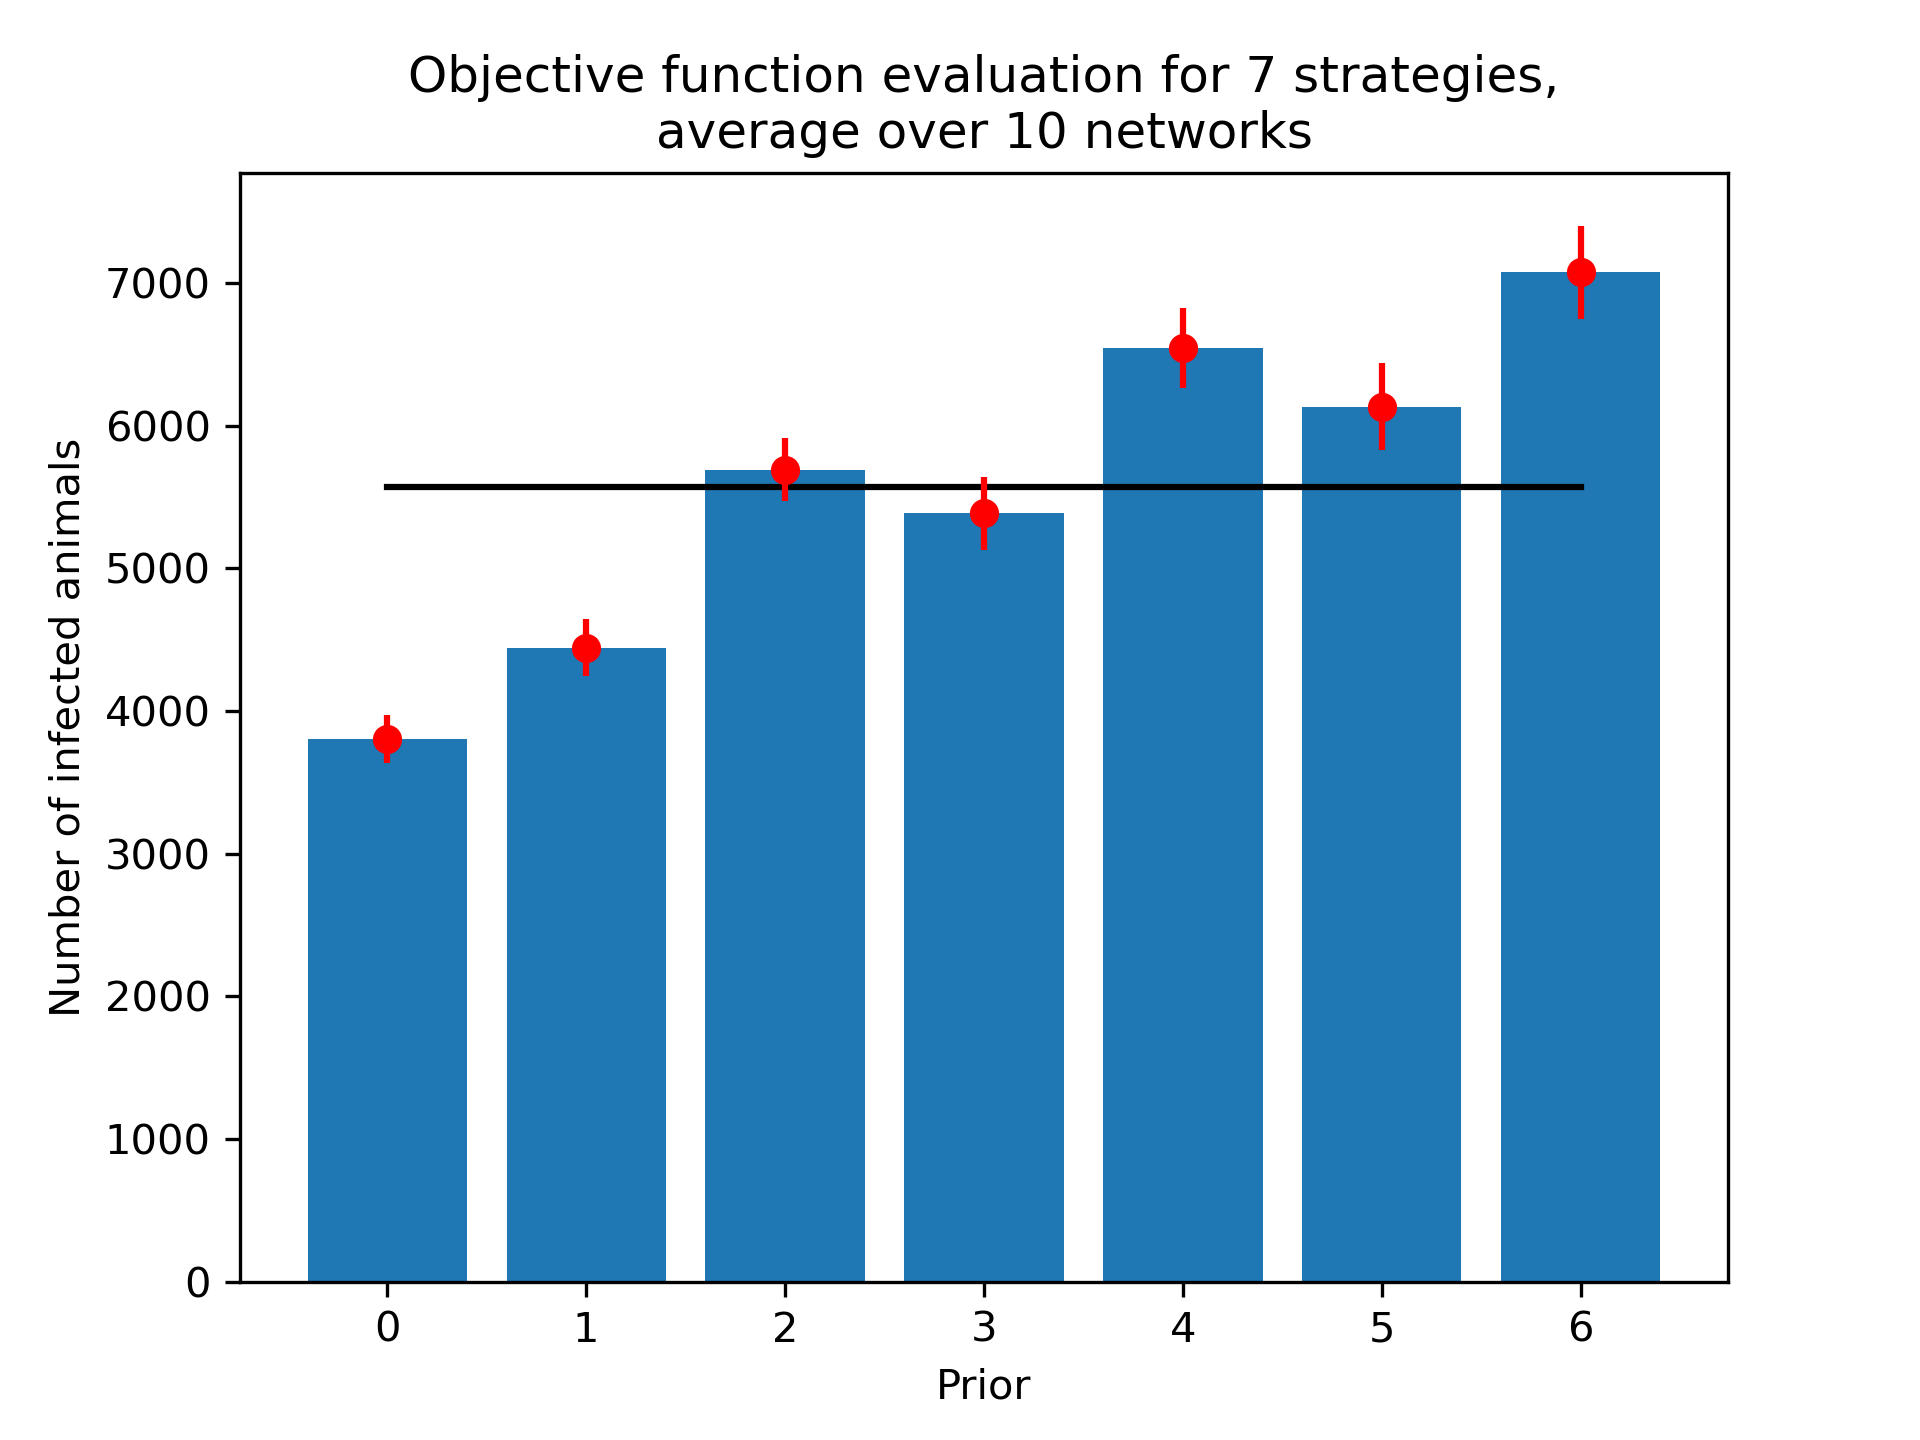 Objective function evaluation for 7 strategies,
average over 10 networks
Number of infected animals
7000
6000
5000
4000
3000
2000
1000
0
0 1 2 3 4 5 6
Prior